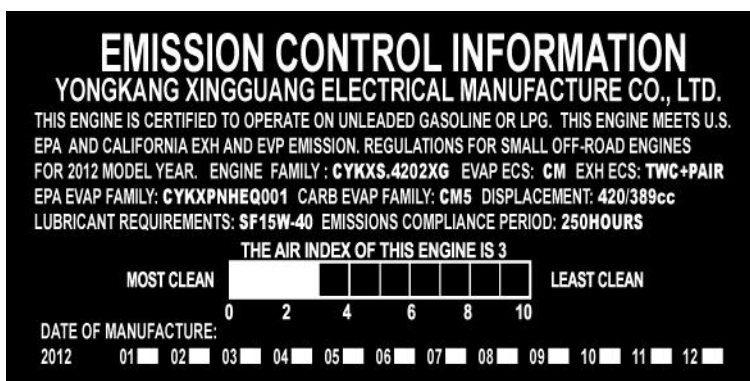 EMISSION CONTROL INFORMATION
YONGKANG XINGGUANG ELECTRICAL MANUFACTURE CO., LTD.
THIS ENGINE IS CERTIFIED TO OPERATE ON UNLEADED GASOLINE OR LPG. THIS ENGINE MEETS U.S.
EPA AND CALIFORNIA EXH AND EVP EMISSION. REGULATIONS FOR SMALL OFF-ROAD ENGINES
FOR 2012 MODEL YEAR. ENGINE FAMILY : CYKXS.4202XG EVAP ECS: CM EXH ECS: TWC+PAIR
EPA EVAP FAMILY: CYKXPNHEQ001 CARB EVAP FAMILY: CM5 DISPLACEMENT: 420/389cc
LUBRICANT REQUIREMENTS: SF15W-40 EMISSIONS COMPLIANCE PERIOD: 250HOURS
THE AIR INDEX OF THIS ENGINE IS 3
MOST CLEAN LEAST CLEAN
0 2 4 6 8 10
DATE OF MANUFACTURE:
2012 01 02 03 04 05 06 07 08 09 10 11 12